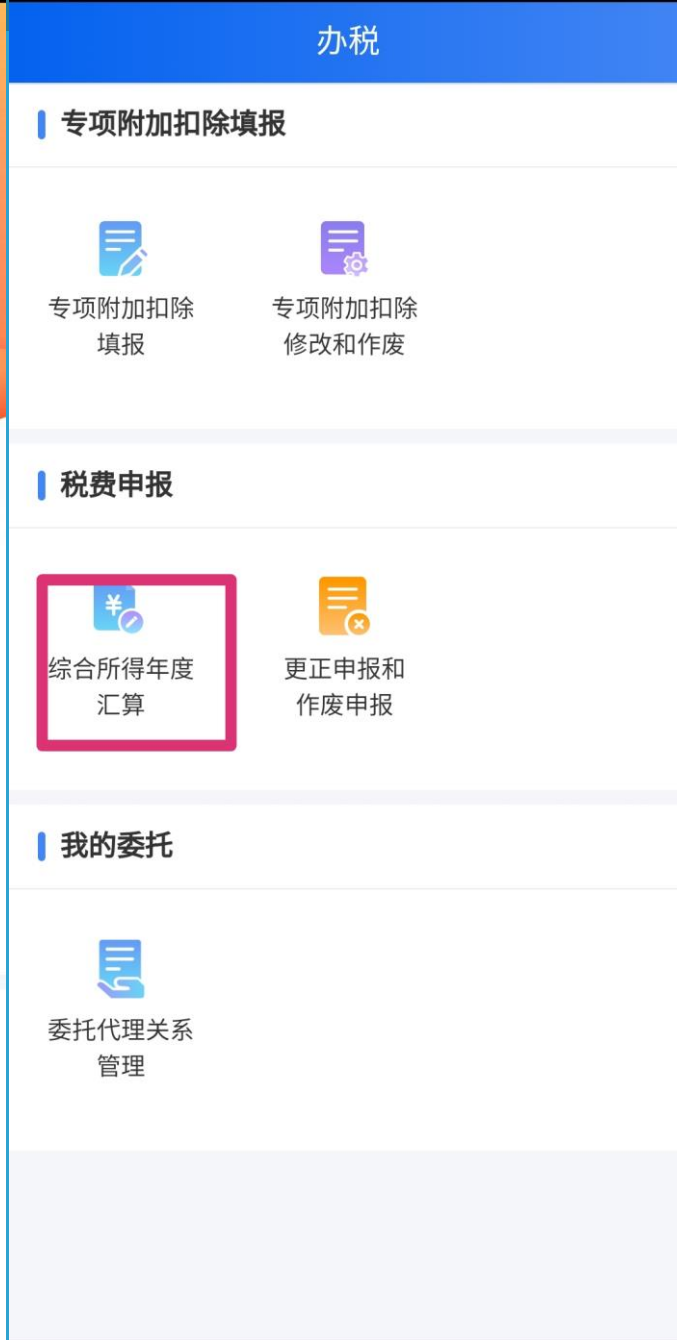 办税
专项附加扣除填报
专项附加扣除
填报
专项附加扣除
修改和作废
税费申报
综合所得年度
汇算
更正申报和
作废申报
我的委托
委托代理关系
管理